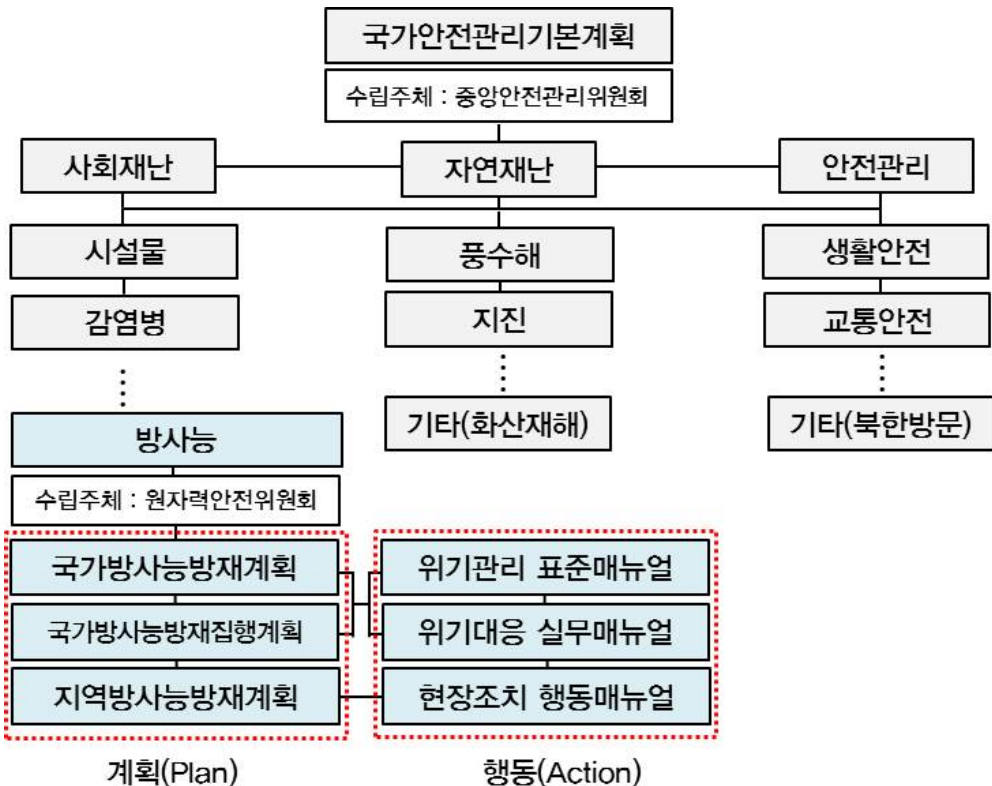 국가안전관리기본계획
수립주체 : 중앙안전관리위원회
사회재난
자연재난
안전관리
시설물
풍수해
생활안전
감염병
지진
교통안전
방사능
기타(화산재해)
기타(북한방문)
수립주체 : 원자력안전위원회
국가방사능방재계획
위기관리 표준매뉴얼
국가방사능방재집행계획
위기대응 실무매뉴얼
지역방사능방재계획
현장조치 행동매뉴얼
계획(Plan)
행동(Action)